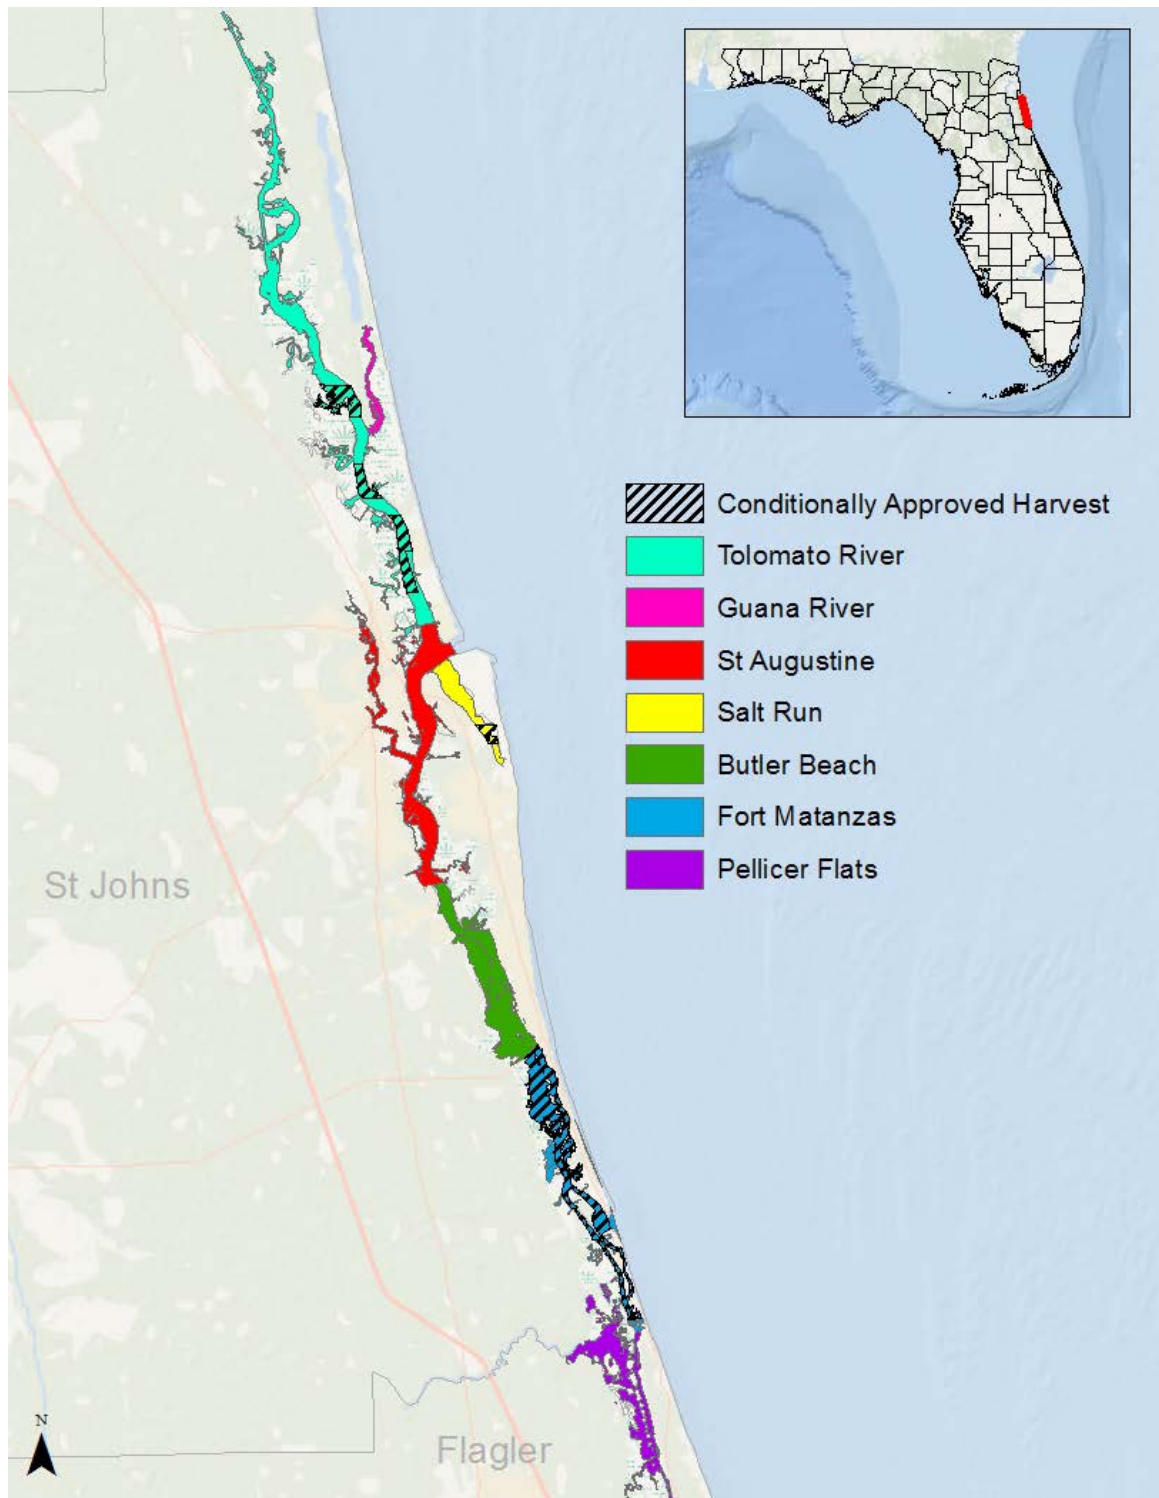 Conditionally Approved Harvest
Tolomato River
Guana River
St Augustine
Salt Run
Butler Beach
Fort Matanzas
Pellicer Flats
St Johns
Flagler
N